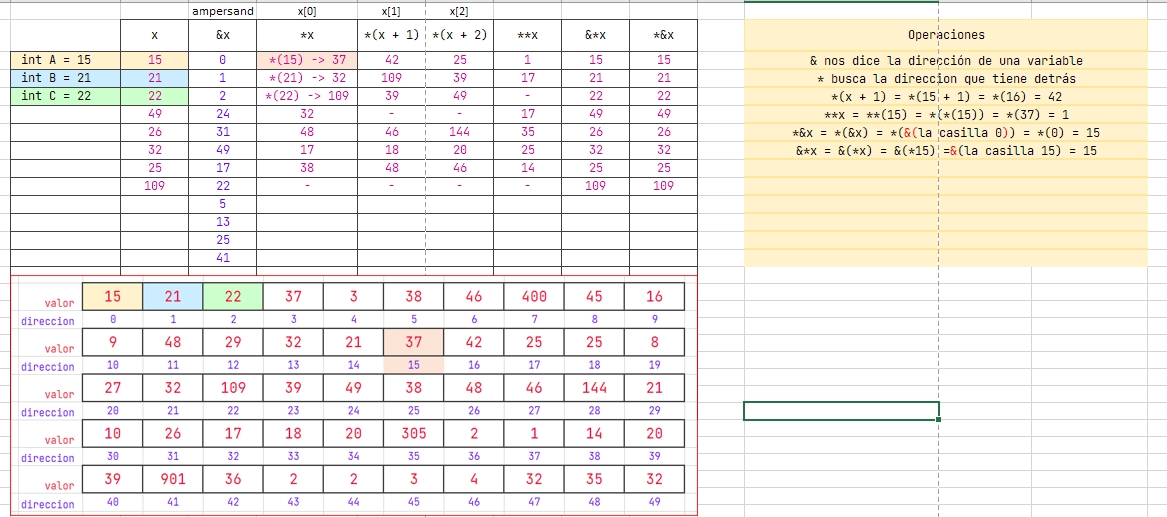 ampersand x[0] x[1] x[2]
x &x *x *(x + 1) *(x + 2) **x &*x *&x
int A = 15 15 0 *(15) -> 37 42 25 1 15 15
int B = 21 21 1 *(21) -> 32 109 39 17 21 21
int C = 22 22 2 *(22) -> 109 39 49 - 22 22
49 24 32 - - 17 49 49
26 31 48 46 144 35 26 26
32 49 17 18 20 25 32 32
25 17 38 48 46 14 25 25
109 22 - - - - 109 109
5
13
25
41
Operaciones
& nos dice la dirección de una variable
* busca la direccion que tiene detrás
*(x + 1) = *(15 + 1) = *(16) = 42
**x = **(15) = *(*(15)) = *(37) = 1
*&x = *(&x) = *(&(la casilla 0)) = *(0) = 15
&*x = &(*x) = &(*15) =&(la casilla 15) = 15
valor 15 21 22 37 3 38 46 400 45 16
direccion 0 1 2 3 4 5 6 7 8 9
valor 9 48 29 32 21 37 42 25 25 8
direccion 10 11 12 13 14 15 16 17 18 19
valor 27 32 109 39 49 38 48 46 144 21
direccion 20 21 22 23 24 25 26 27 28 29
valor 10 26 17 18 20 305 2 1 14 20
direccion 30 31 32 33 34 35 36 37 38 39
valor 39 901 36 2 2 3 4 32 35 32
direccion 40 41 42 43 44 45 46 47 48 49